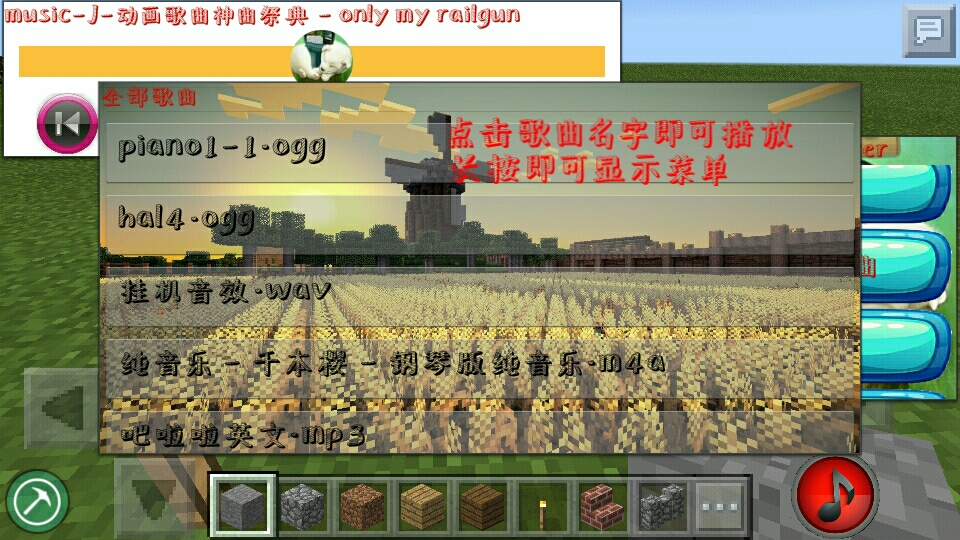 music-J-动画歌曲神曲祭典 - only my railgun
全部歌曲
点击歌曲名字即可播放
长按即可显示菜单
er
piano1-1.ogg
hal4.ogg
曲
挂机音效.wav
纯音乐 - 千本樱 - 钢琴版纯音乐.m4a
吧啦啦英文.mp3